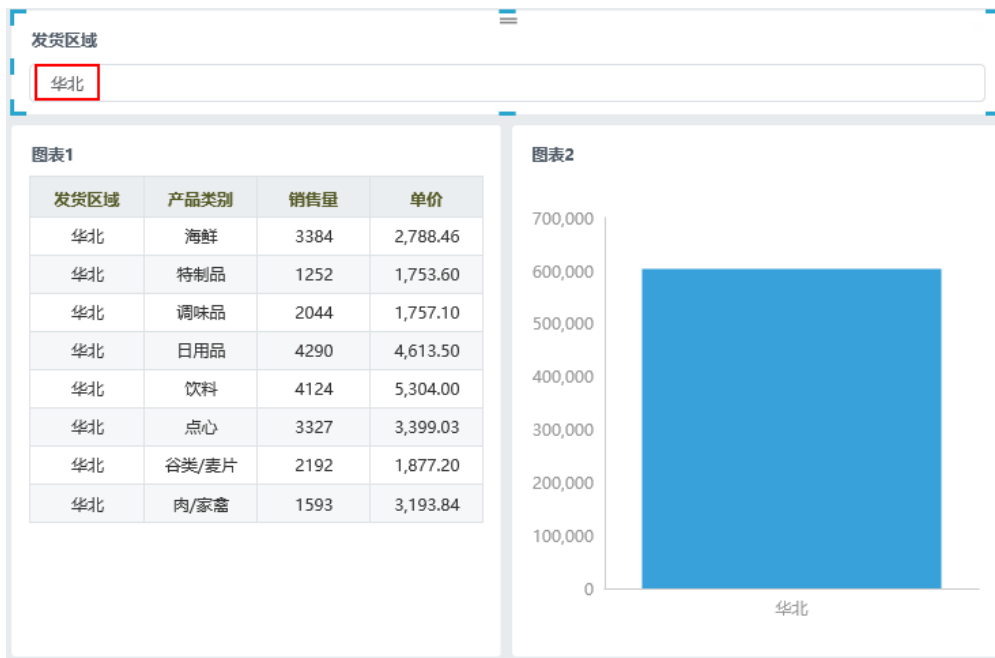 发货区域
华北
图表1
发货区域 产品类别 销售量 单价
华北 海鲜 3384 2,788.46
华北 特制品 1252 1,753.60
华北 调味品 2044 1,757.10
华北 日用品 4290 4,613.50
华北 饮料 4124 5,304.00
华北 点心 3327 3,399.03
华北 谷类/麦片 2192 1,877.20
华北 肉/家禽 1593 3,193.84
图表2
700,000
600,000
500,000
400,000
300,000
200,000
100,000
0
华北